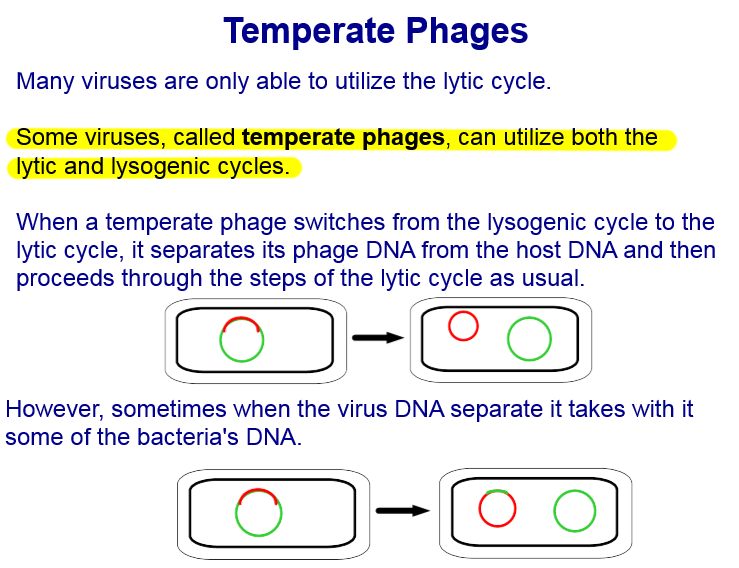 Temperate Phages
Many viruses are only able to utilize the lytic cycle.
Some viruses, called temperate phages, can utilize both the
lytic and lysogenic cycles.
When a temperate phage switches from the lysogenic cycle to the
lytic cycle, it separates its phage DNA from the host DNA and then
proceeds through the steps of the lytic cycle as usual.
However, sometimes when the virus DNA separate it takes with it
some of the bacteria's DNA.